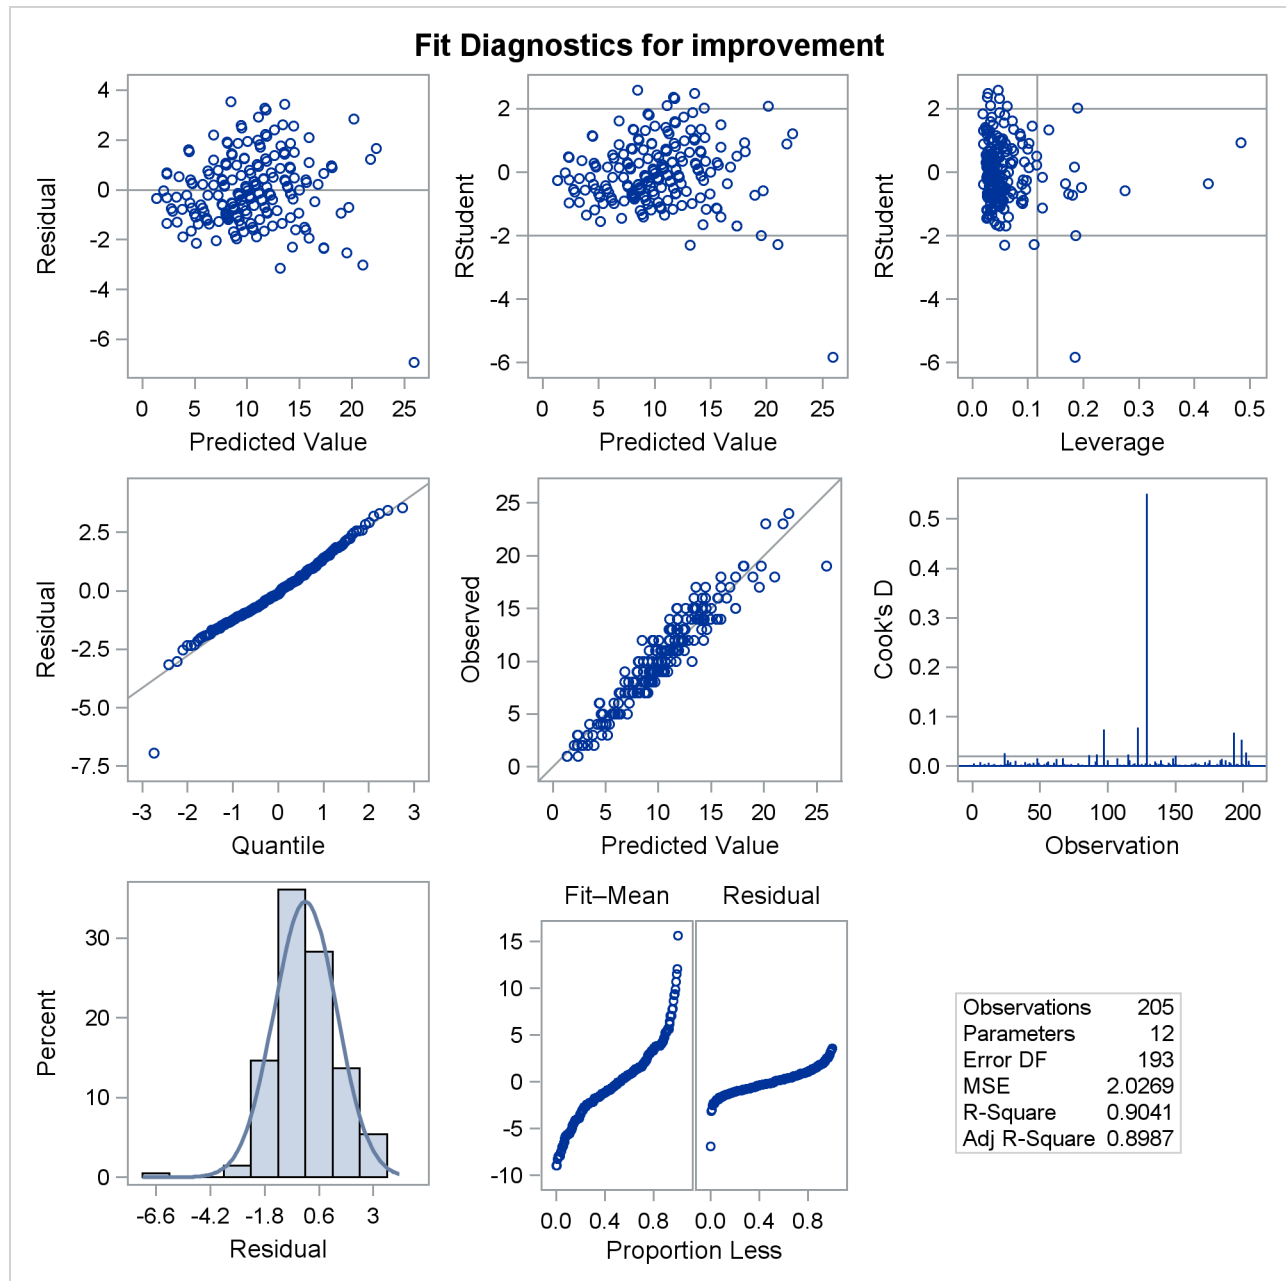 Fit Diagnostics for improvement
4
2
0
-2
-4
-6
Residual
0 5 10 15 20 25
Predicted Value
2
0
-2
-4
-6
RStudent
0 5 10 15 20 25
Predicted Value
2
0
-2
-4
-6
RStudent
0.0 0.1 0.2 0.3 0.4 0.5
Leverage
2.5
0.0
-2.5
-5.0
-7.5
Residual
-3 -2 -1 0 1 2 3
Quantile
25
20
15
10
5
0
Observed
0 5 10 15 20 25
Predicted Value
0.5
0.4
0.3
0.2
0.1
0.0
Cook's D
0 50 100 150 200
Observation
30
20
10
0
Percent
-6.6 -4.2 -1.8 0.6 3
Residual
Fit–Mean Residual
15
10
5
0
-5
-10
0.0 0.4 0.8 0.0 0.4 0.8
Proportion Less
Observations 205
Parameters 12
Error DF 193
MSE 2.0269
R-Square 0.9041
Adj R-Square 0.8987